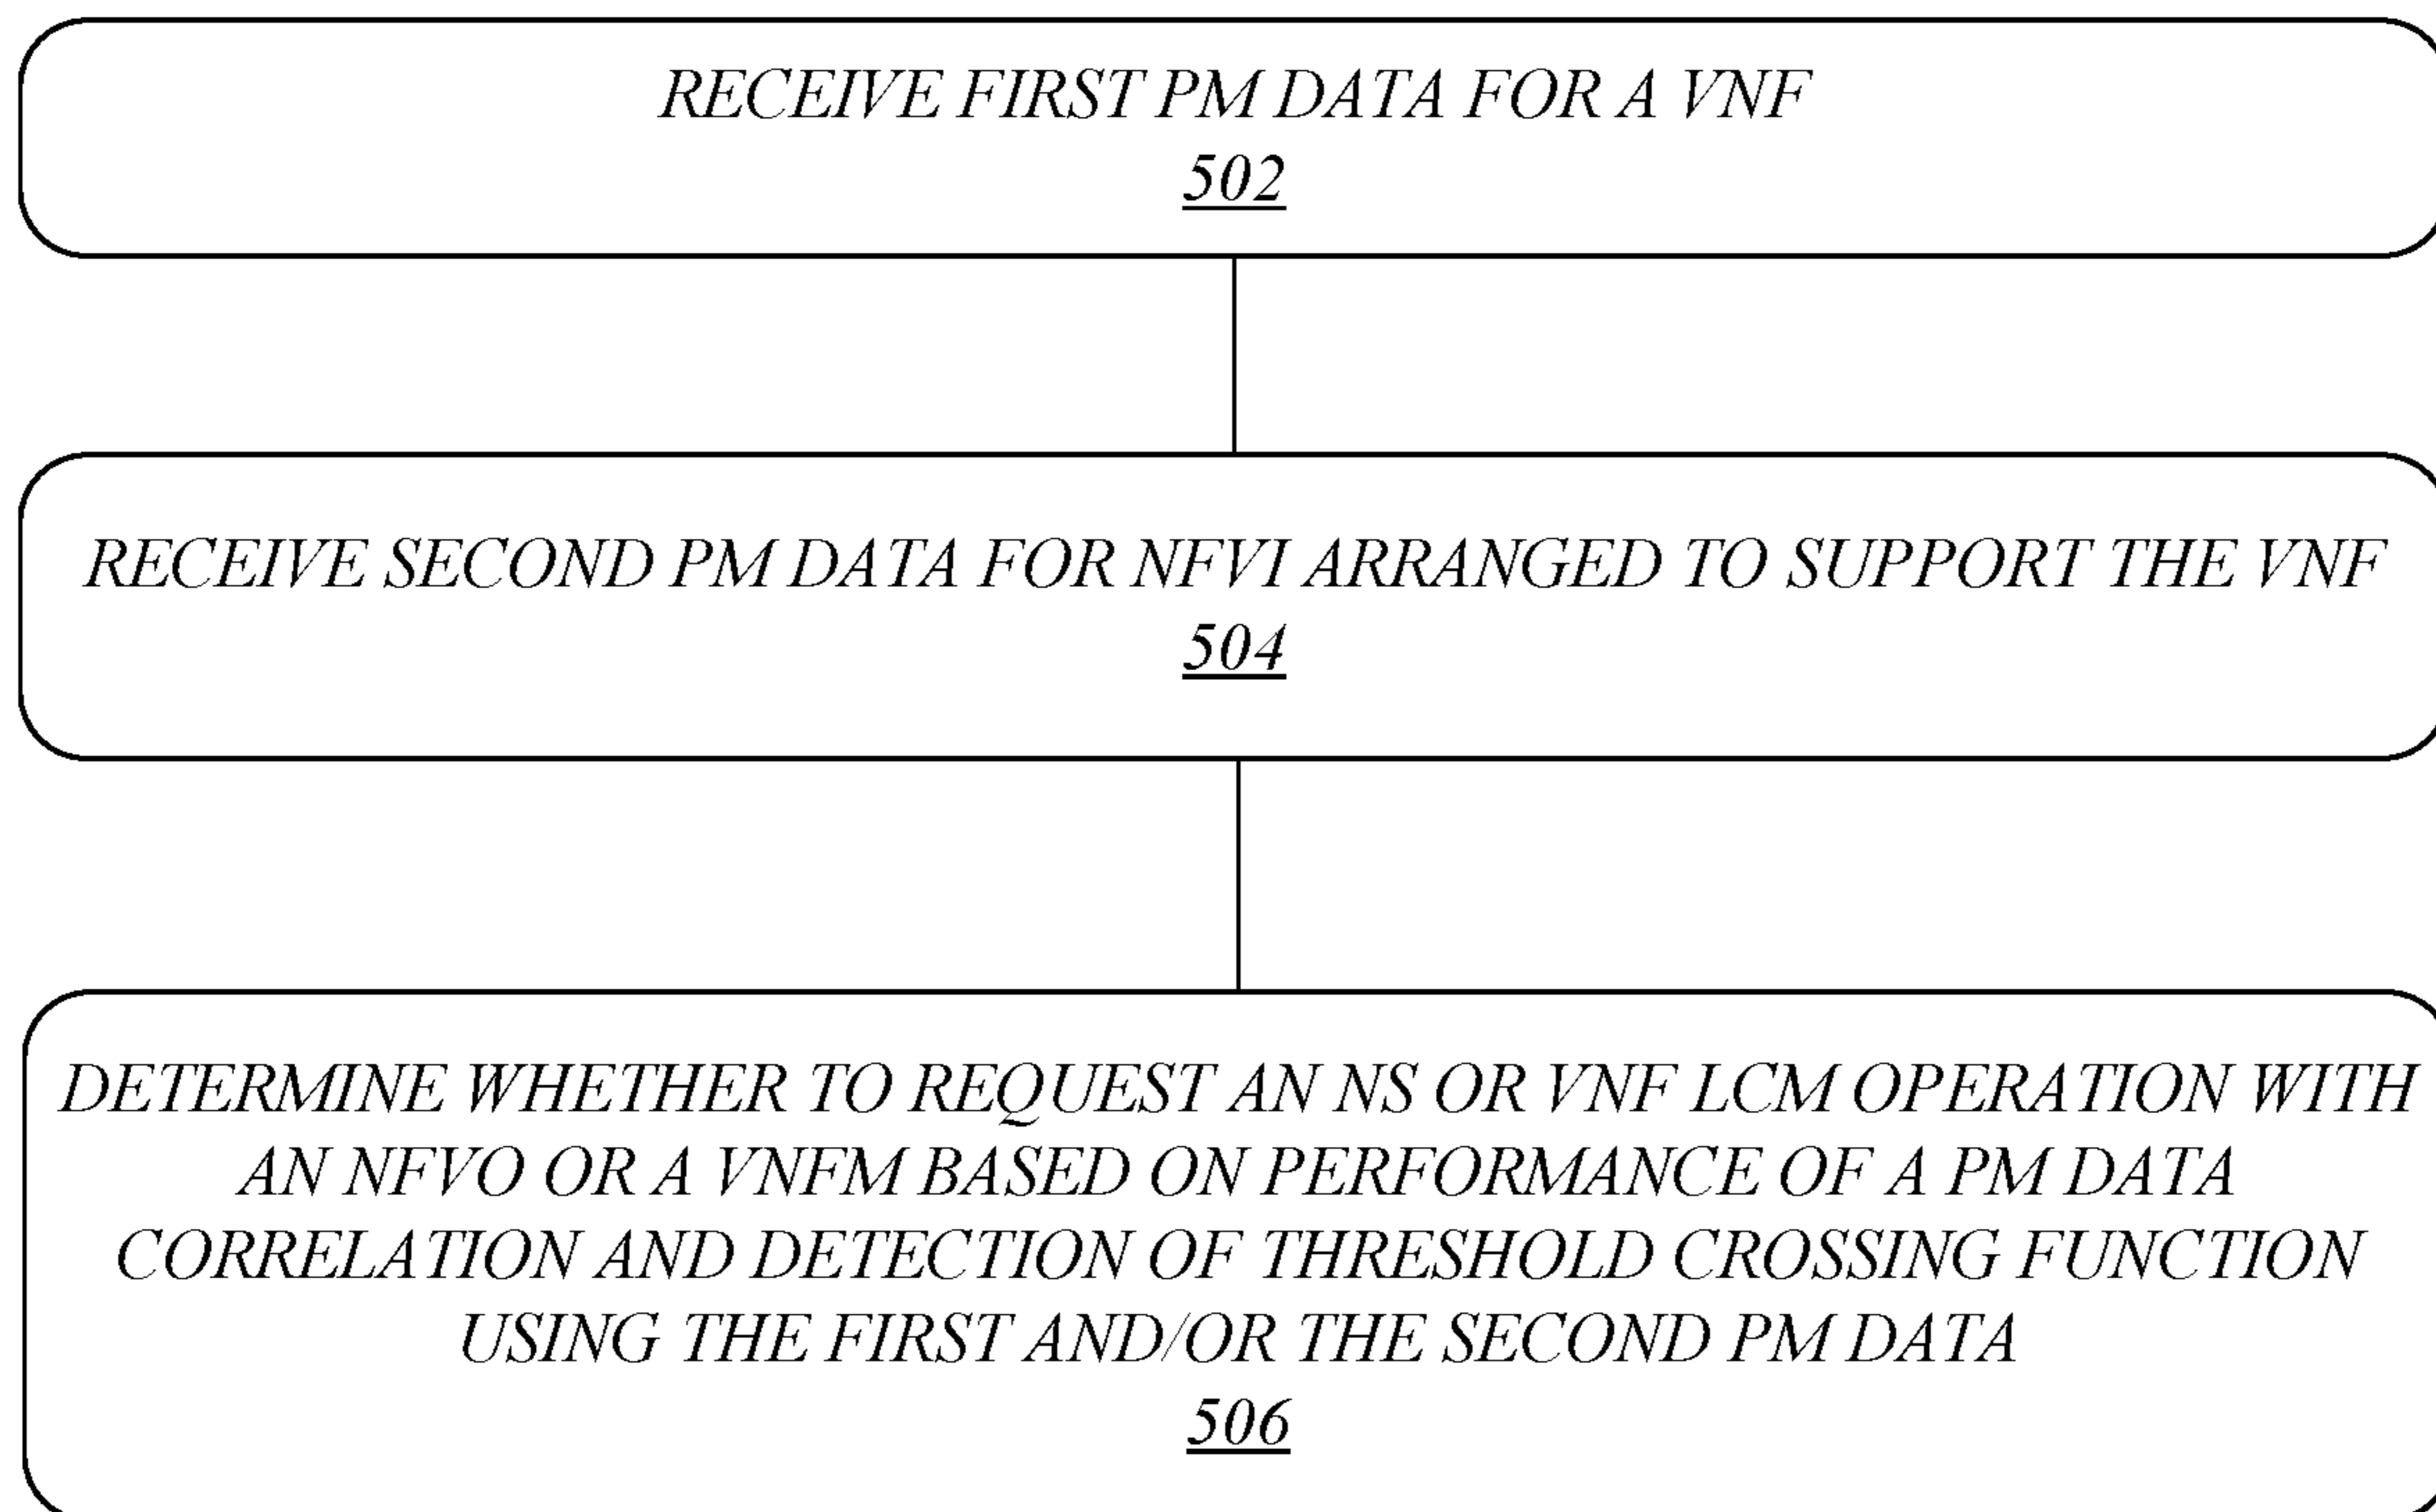 RECEIVE FIRST PM DATA FOR A VNF
502
RECEIVE SECOND PM DATA FOR NFVI ARRANGED TO SUPPORT THE VNF
504
DETERMINE WHETHER TO REQUEST AN NS OR VNF LCM OPERATION WITH
AN NFVO OR A VNFM BASED ON PERFORMANCE OF A PM DATA
CORRELATION AND DETECTION OF THRESHOLD CROSSING FUNCTION
USING THE FIRST AND/OR THE SECOND PM DATA
506